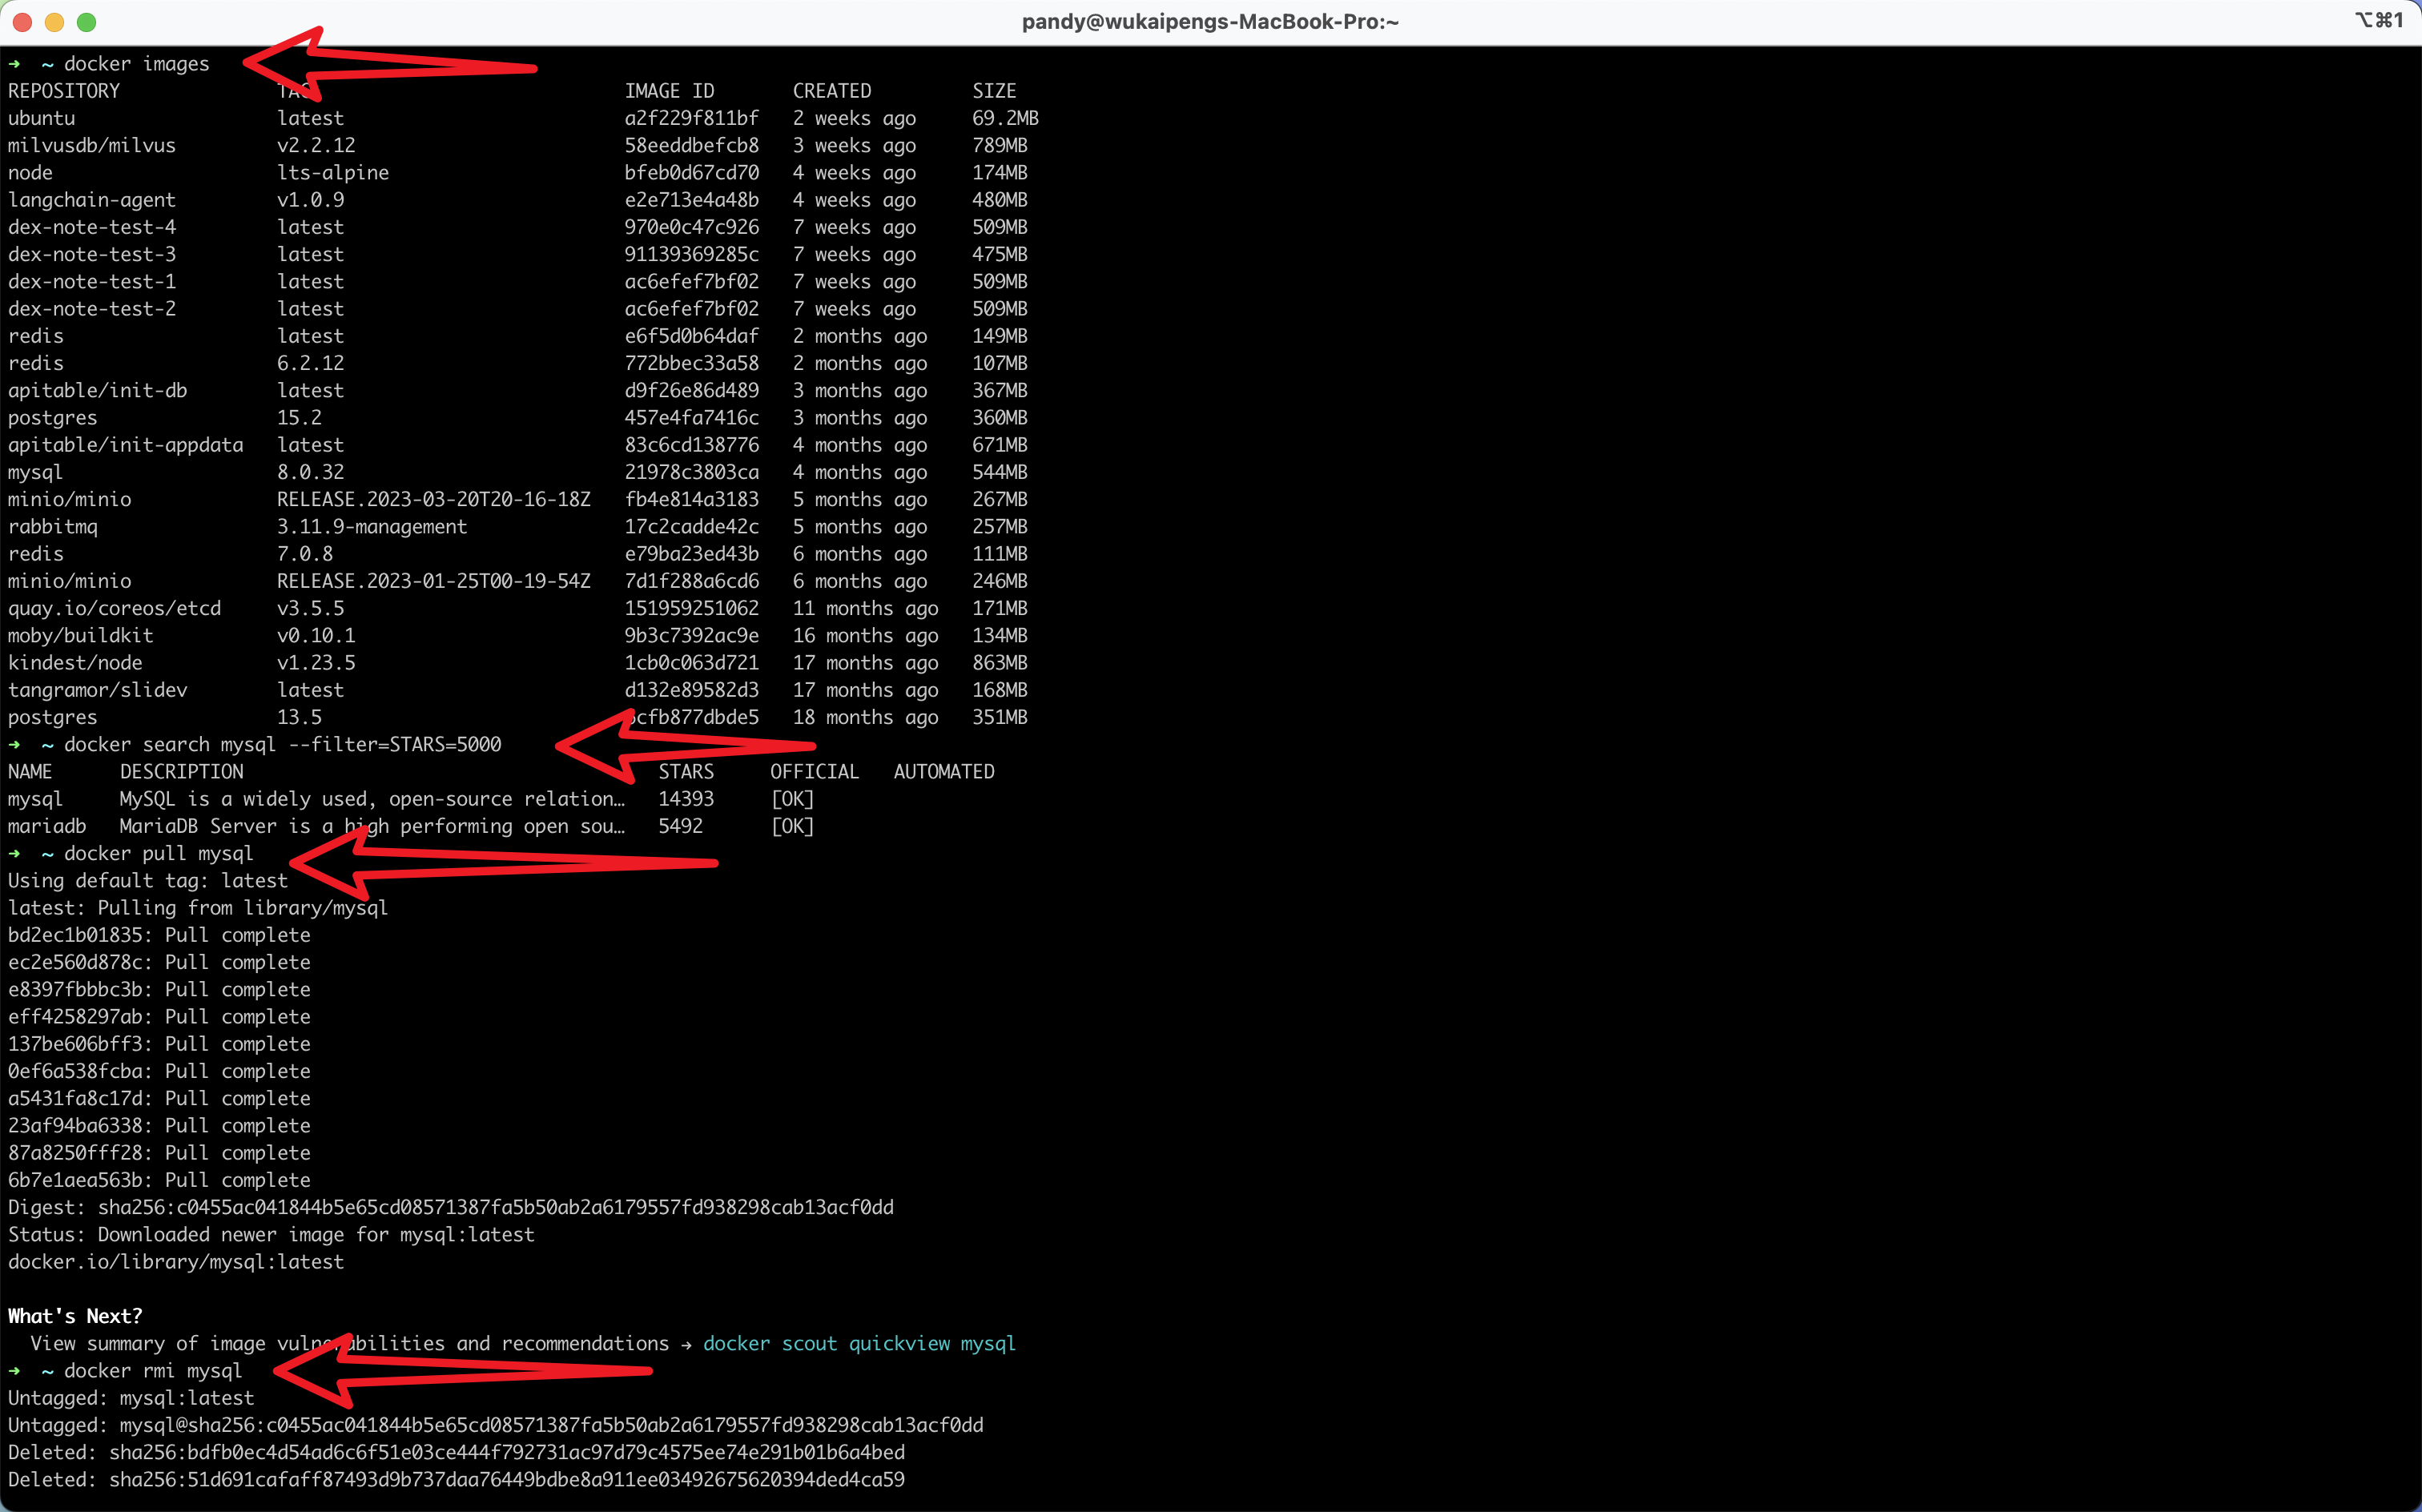 pandy@wukaipengs-MacBook-Pro:~ ⌥⌘1
➜ ~ docker images
REPOSITORY TAG IMAGE ID CREATED SIZE
ubuntu latest a2f229f811bf 2 weeks ago 69.2MB
milvusdb/milvus v2.2.12 58eeddbefcb8 3 weeks ago 789MB
node lts-alpine bfeb0d67cd70 4 weeks ago 174MB
langchain-agent v1.0.9 e2e713e4a48b 4 weeks ago 480MB
dex-note-test-4 latest 970e0c47c926 7 weeks ago 509MB
dex-note-test-3 latest 91139369285c 7 weeks ago 475MB
dex-note-test-1 latest ac6efef7bf02 7 weeks ago 509MB
dex-note-test-2 latest ac6efef7bf02 7 weeks ago 509MB
redis latest e6f5d0b64daf 2 months ago 149MB
redis 6.2.12 772bbec33a58 2 months ago 107MB
apitable/init-db latest d9f26e86d489 3 months ago 367MB
postgres 15.2 457e4fa7416c 3 months ago 360MB
apitable/init-appdata latest 83c6cd138776 4 months ago 671MB
mysql 8.0.32 21978c3803ca 4 months ago 544MB
minio/minio RELEASE.2023-03-20T20-16-18Z fb4e814a3183 5 months ago 267MB
rabbitmq 3.11.9-management 17c2cadde42c 5 months ago 257MB
redis 7.0.8 e79ba23ed43b 6 months ago 111MB
minio/minio RELEASE.2023-01-25T00-19-54Z 7d1f288a6cd6 6 months ago 246MB
quay.io/coreos/etcd v3.5.5 151959251062 11 months ago 171MB
moby/buildkit v0.10.1 9b3c7392ac9e 16 months ago 134MB
kindest/node v1.23.5 1cb0c063d721 17 months ago 863MB
tangramor/slidev latest d132e89582d3 17 months ago 168MB
postgres 13.5 18 months ago 351MB
➜ ~ docker search mysql --filter=STARS=5000
NAME DESCRIPTION STARS OFFICIAL AUTOMATED
mysql MySQL is a widely used, open-source relation… 14393 [OK]
mariadb MariaDB Server is a high performing open sou… 5492 [OK]
➜ ~ docker pull mysql
Using default tag: latest
latest: Pulling from library/mysql
bd2ec1b01835: Pull complete
ec2e560d878c: Pull complete
e8397fbbbc3b: Pull complete
eff4258297ab: Pull complete
137be606bff3: Pull complete
0ef6a538fcba: Pull complete
a5431fa8c17d: Pull complete
23af94ba6338: Pull complete
87a8250fff28: Pull complete
6b7e1aea563b: Pull complete
Digest: sha256:c0455ac041844b5e65cd08571387fa5b50ab2a6179557fd938298cab13acf0dd
Status: Downloaded newer image for mysql:latest
docker.io/library/mysql:latest
What's Next?
View summary of image vulnerabilities and recommendations → docker scout quickview mysql
➜ ~ docker rmi mysql
Untagged: mysql:latest
Untagged: mysql@sha256:c0455ac041844b5e65cd08571387fa5b50ab2a6179557fd938298cab13acf0dd
Deleted: sha256:bdfb0ec4d54ad6c6f51e03ce444f792731ac97d79c4575ee74e291b01b6a4bed
Deleted: sha256:51d691cafaff87493d9b737daa76449bdbe8a911ee03492675620394ded4ca59